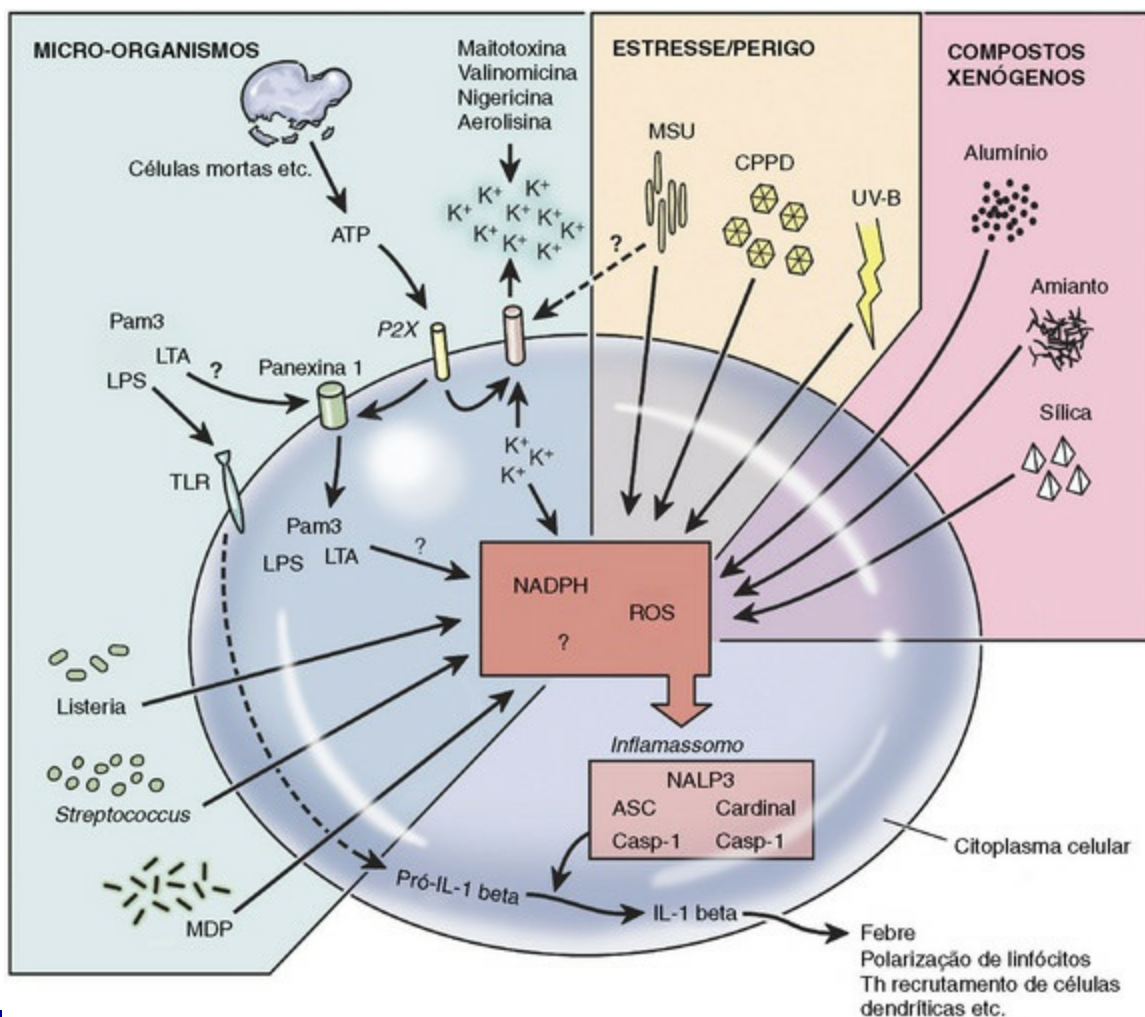 MICRO-ORGANISMOS
Células mortas etc.
ATP
Maitotoxina
Valinomicina
Nigericina
Aerolisina
K+ K+
K+ K+ K+
K+ K+ K+
K+ K+
P2X
Pam3
LTA
?
LPS
Panexina 1
TLR
K+
K+
K+
Pam3
LPS
LTA
?
Listeria
Streptococcus
MDP
ESTRESSE/PERIGO
MSU
?
CPPD
UV-B
COMPOSTOS
XENÓGENOS
Alumínio
Amianto
Sílica
NADPH
ROS
?
Inflamassomo
NALP3
ASC Cardinal
Casp-1 Casp-1
Citoplasma celular
Pró-IL-1 beta
IL-1 beta
Febre
Polarização de linfócitos
Th recrutamento de células
dendríticas etc.